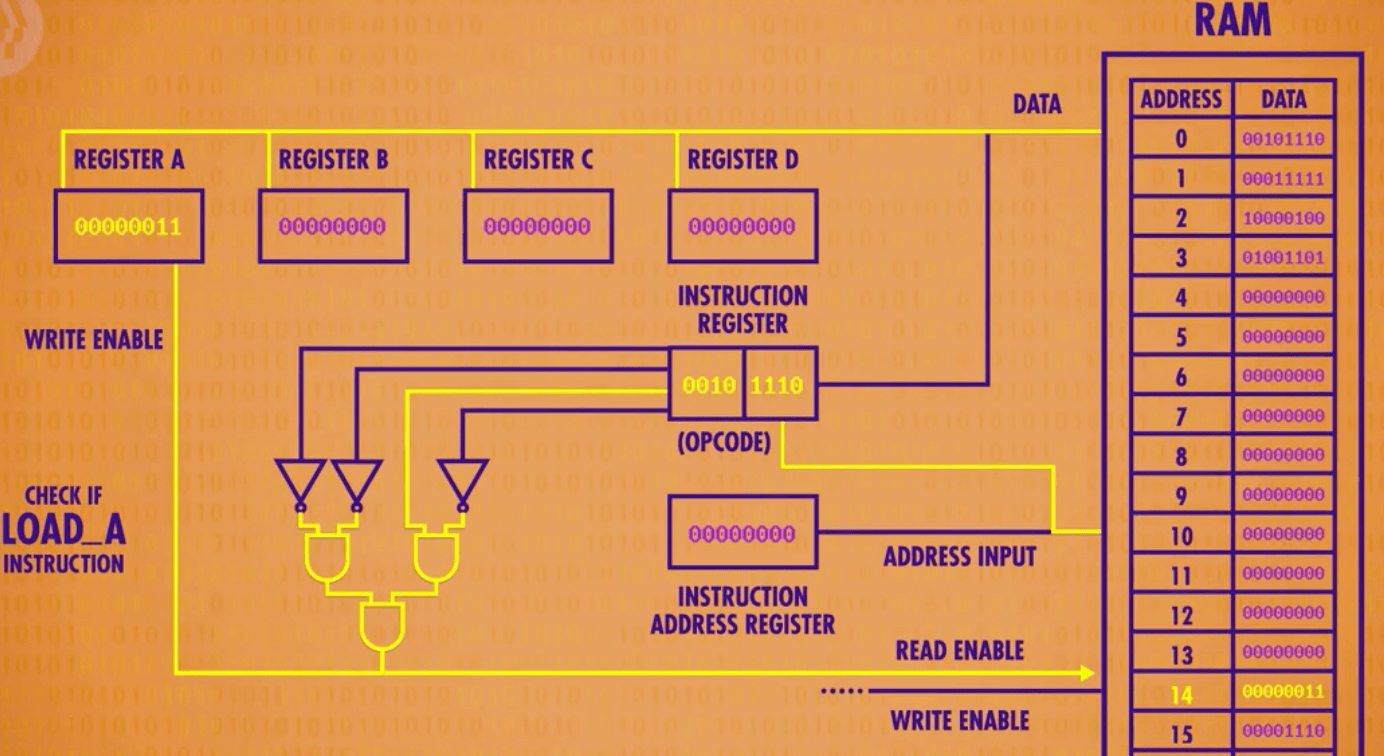 RAM
ADDRESS DATA
0 00101110
1 00011111
2 10000100
3 01001101
4 00000000
5 00000000
6 00000000
7 00000000
8 00000000
9 00000000
10 00000000
11 00000000
12 00000000
13 00000000
14 00000011
15 00001110
DATA
REGISTER A
00000011
REGISTER B
00000000
REGISTER C
00000000
REGISTER D
00000000
WRITE ENABLE
INSTRUCTION
REGISTER
0010 1110
(OPCODE)
CHECK IF
LOAD_A
INSTRUCTION
00000000
ADDRESS INPUT
INSTRUCTION
ADDRESS REGISTER
READ ENABLE
WRITE ENABLE